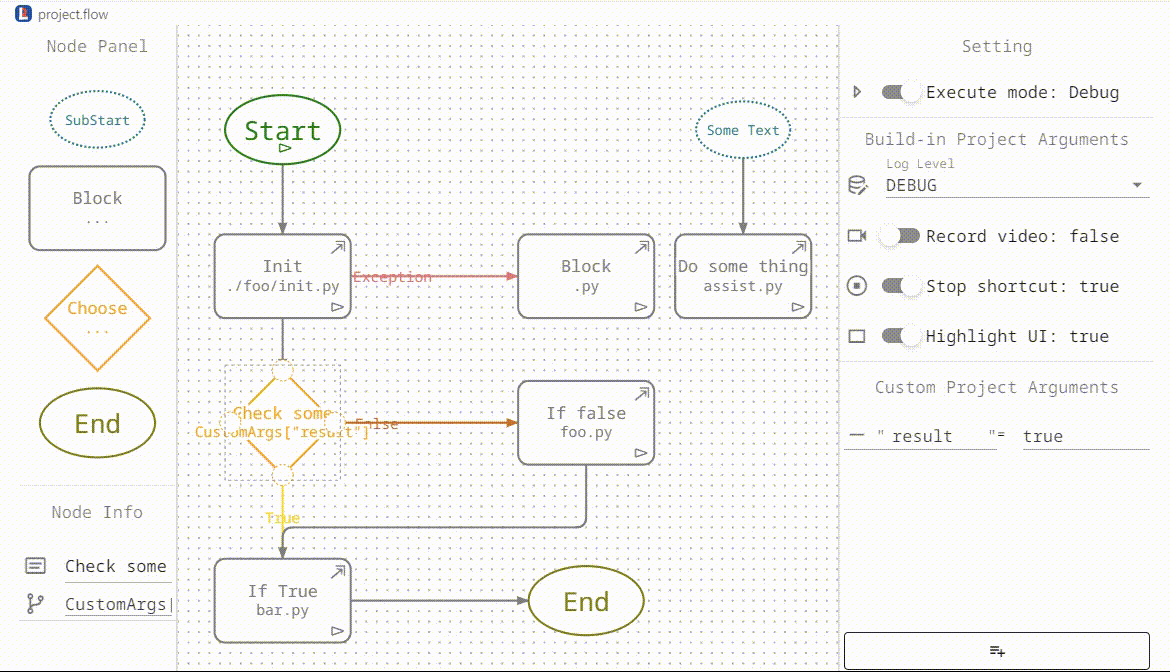 project.flow
Node Panel
SubStart
Block
...
Choose
...
End
Node Info
Check some
CustomArgs[
Start
Some Text
Init
./foo/init.py
Exception
Block
.py
Do some thing
assist.py
Check some
CustomArgs["result"]
False
If false
foo.py
True
If True
bar.py
End
Setting
Execute mode: Debug
Build-in Project Arguments
Log Level
DEBUG
Record video: false
Stop shortcut: true
Highlight UI: true
Custom Project Arguments
" result "= true